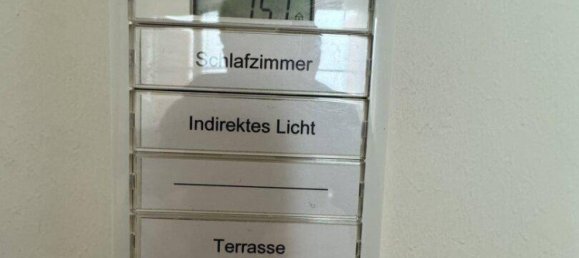 Schlafzimmer
Indirektes Licht
Terrasse